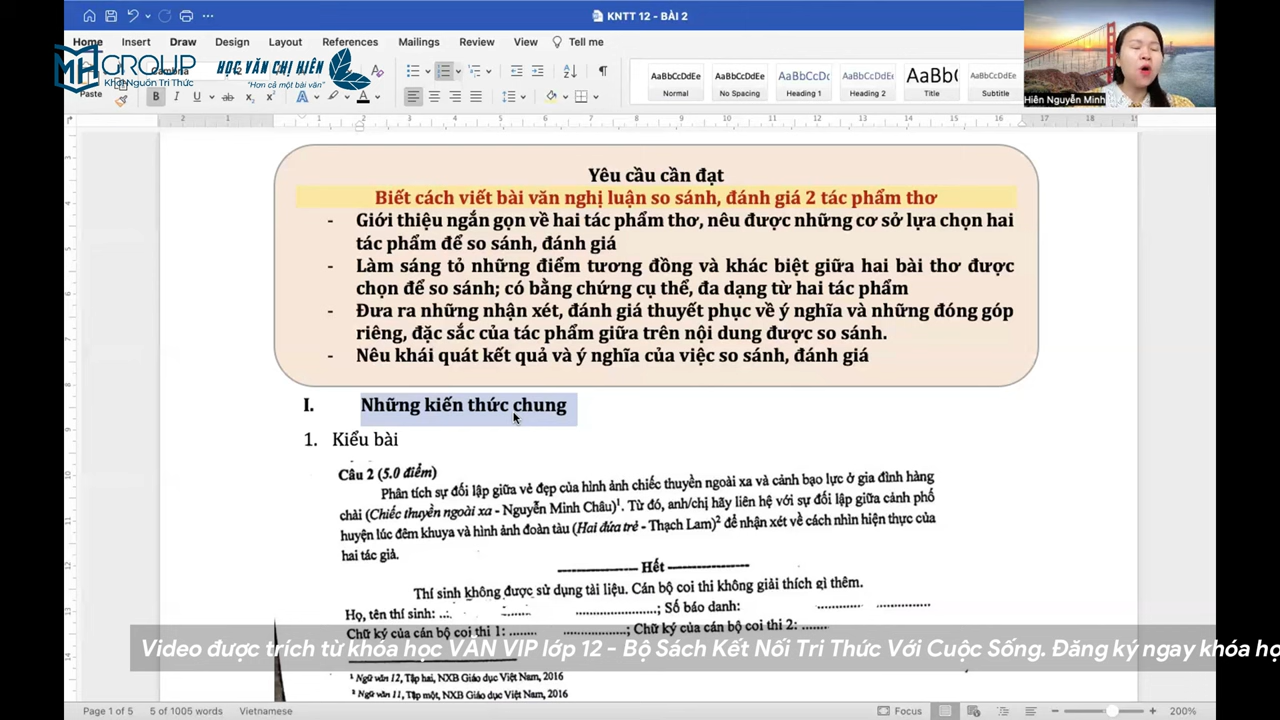 KNTT 12 - BÀI 2
Home Insert Draw Design Layout References Mailings Review View Tell me
MH GROUP
Khơi Nguồn Tri Thức
HỌC VĂN CHỊ HIÊN
"Hơn cả một bài văn"
Paste
AaBbCcDdEe AaBbCcDdEe AaBbCcDc AaBbCcDdEe AaBb( AaBbCcDdEe
Normal No Spacing Heading 1 Heading 2 Title Subtitle
Hiên Nguyễn Minh
Yêu cầu cần đạt
Biết cách viết bài văn nghị luận so sánh, đánh giá 2 tác phẩm thơ
- Giới thiệu ngắn gọn về hai tác phẩm thơ, nêu được những cơ sở lựa chọn hai
tác phẩm để so sánh, đánh giá
- Làm sáng tỏ những điểm tương đồng và khác biệt giữa hai bài thơ được
chọn để so sánh; có bằng chứng cụ thể, đa dạng từ hai tác phẩm
- Đưa ra những nhận xét, đánh giá thuyết phục về ý nghĩa và những đóng góp
riêng, đặc sắc của tác phẩm giữa trên nội dung được so sánh.
- Nêu khái quát kết quả và ý nghĩa của việc so sánh, đánh giá
I. Những kiến thức chung
1. Kiểu bài
Câu 2 (5.0 điểm)
Phân tích sự đối lập giữa vẻ đẹp của hình ảnh chiếc thuyền ngoài xa và cảnh bạo lực ở gia đình hàng
chài (Chiếc thuyền ngoài xa - Nguyễn Minh Châu)¹. Từ đó, anh/chị hãy liên hệ với sự đối lập giữa cảnh phố
huyện lúc đêm khuya và hình ảnh đoàn tàu (Hai đứa trẻ - Thạch Lam)² để nhận xét về cách nhìn hiện thực của
hai tác giả.
---------- Hết ----------
Thí sinh không được sử dụng tài liệu. Cán bộ coi thi không giải thích gì thêm.
Họ, tên thí sinh: ...................; Số báo danh: ...................
Chữ ký của cán bộ coi thi 1: ...................; Chữ ký của cán bộ coi thi 2: .......
Video được trích từ khóa học VĂN VIP lớp 12 - Bộ Sách Kết Nối Tri Thức Với Cuộc Sống. Đăng ký ngay khóa họ
¹ Ngữ văn 12, Tập hai, NXB Giáo dục Việt Nam, 2016
² Ngữ văn 11, Tập một, NXB Giáo dục Việt Nam, 2016
Page 1 of 5 5 of 1005 words Vietnamese Focus 200%